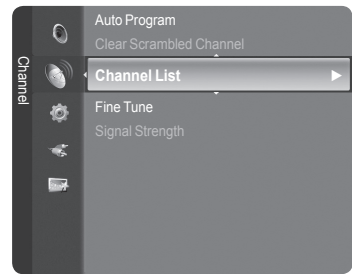 Channel
Auto Program
Clear Scrambled Channel
Channel List
Fine Tune
Signal Strength